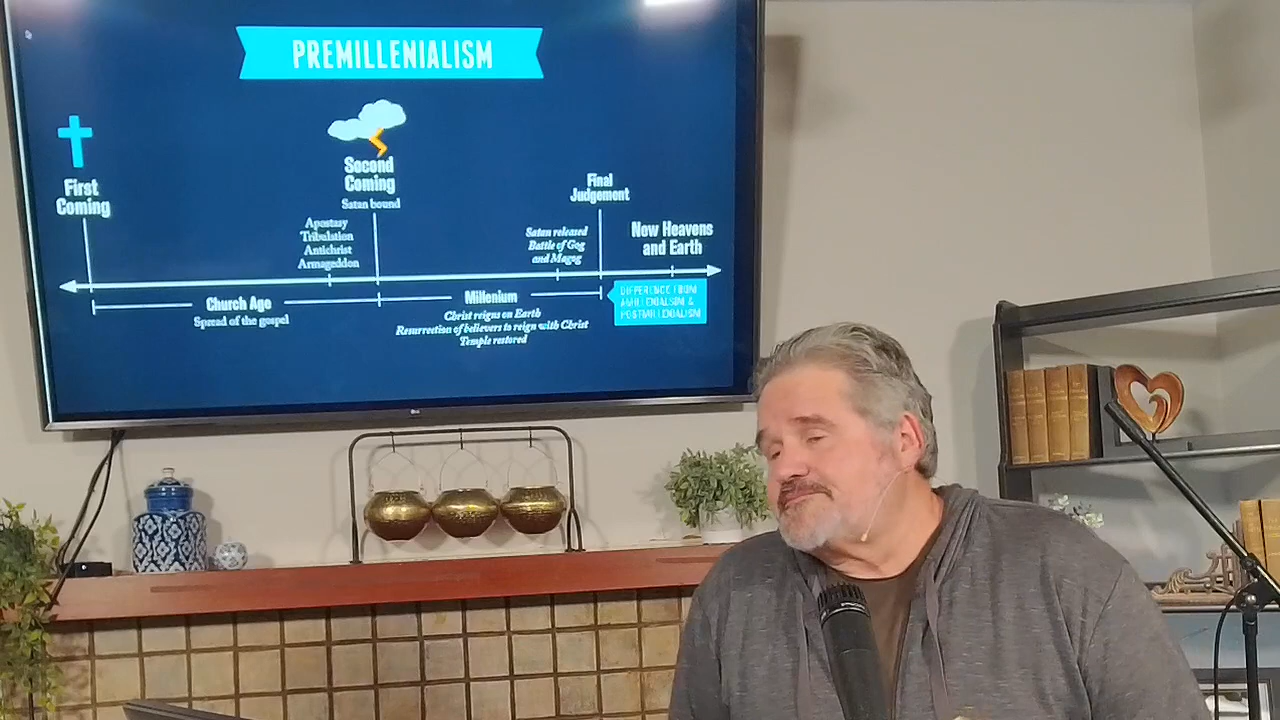 PREMILLENIALISM
First
Coming
Second
Coming
Satan bound
Apostasy
Tribulation
Antichrist
Armageddon
Satan released
Battle of Gog
and Magog
Final
Judgement
New Heavens
and Earth
Church Age
Spread of the gospel
Millenium
Christ reigns on Earth
Resurrection of believers to reign with Christ
Temple restored
DIFFERENCE FROM
AMILLENIALISM &
POSTMILLENIALISM
LG